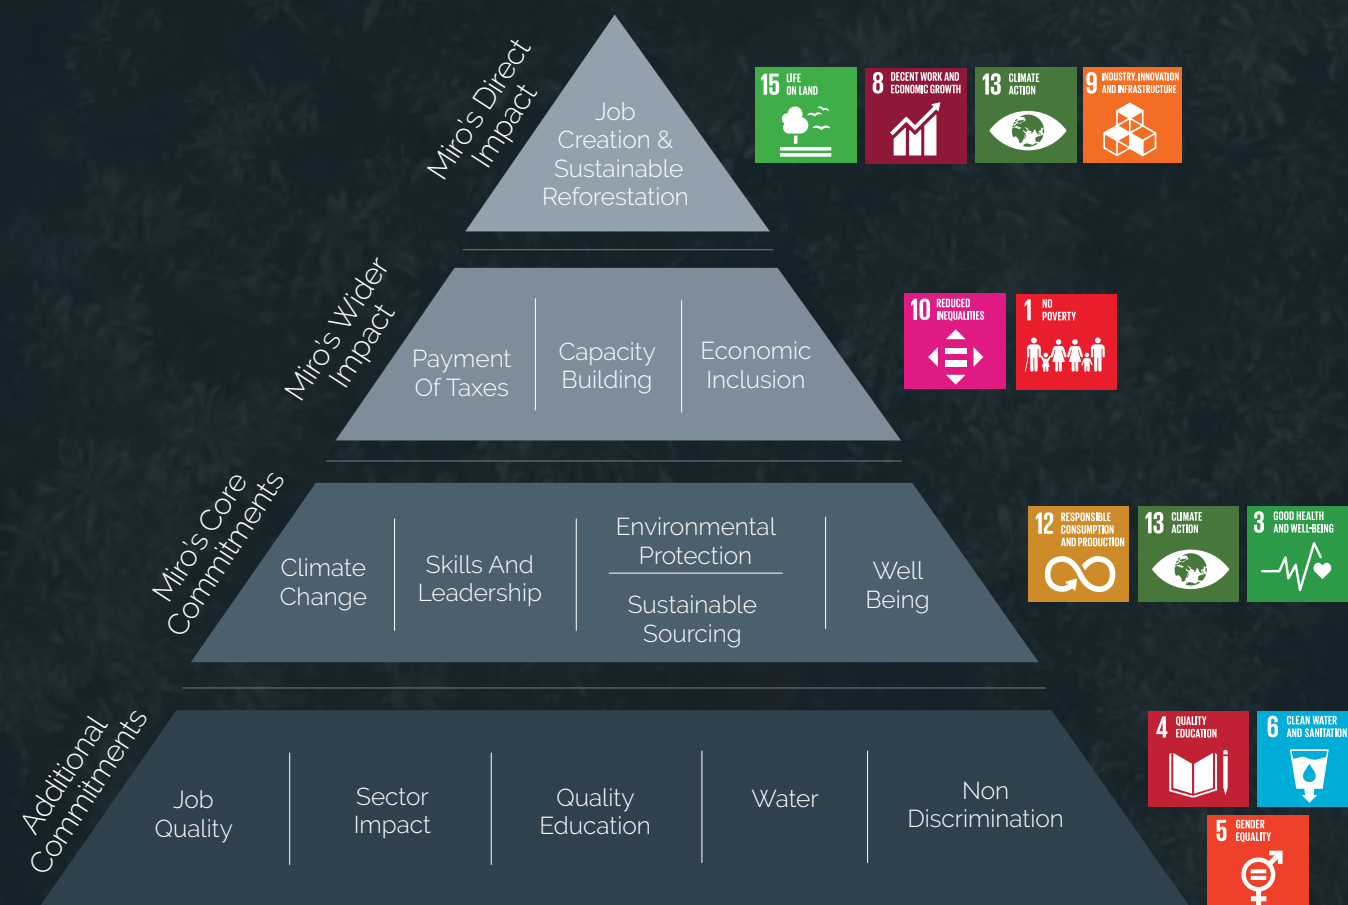 Miro's Direct
Impact
Job
Creation &
Sustainable
Reforestation
15 LIFE
ON LAND
8 DECENT WORK AND
ECONOMIC GROWTH
13 CLIMATE
ACTION
9 INDUSTRY, INNOVATION
AND INFRASTRUCTURE
Miro's Wider
Impact
Payment
Of Taxes
Capacity
Building
Economic
Inclusion
10 REDUCED
INEQUALITIES
1 NO
POVERTY
Miro's Core
Commitments
Climate
Change
Skills And
Leadership
Environmental
Protection
Sustainable
Sourcing
Well
Being
12 RESPONSIBLE
CONSUMPTION
AND PRODUCTION
13 CLIMATE
ACTION
3 GOOD HEALTH
AND WELL-BEING
Additional
Commitments
Job
Quality
Sector
Impact
Quality
Education
Water
Non
Discrimination
4 QUALITY
EDUCATION
6 CLEAN WATER
AND SANITATION
5 GENDER
EQUALITY